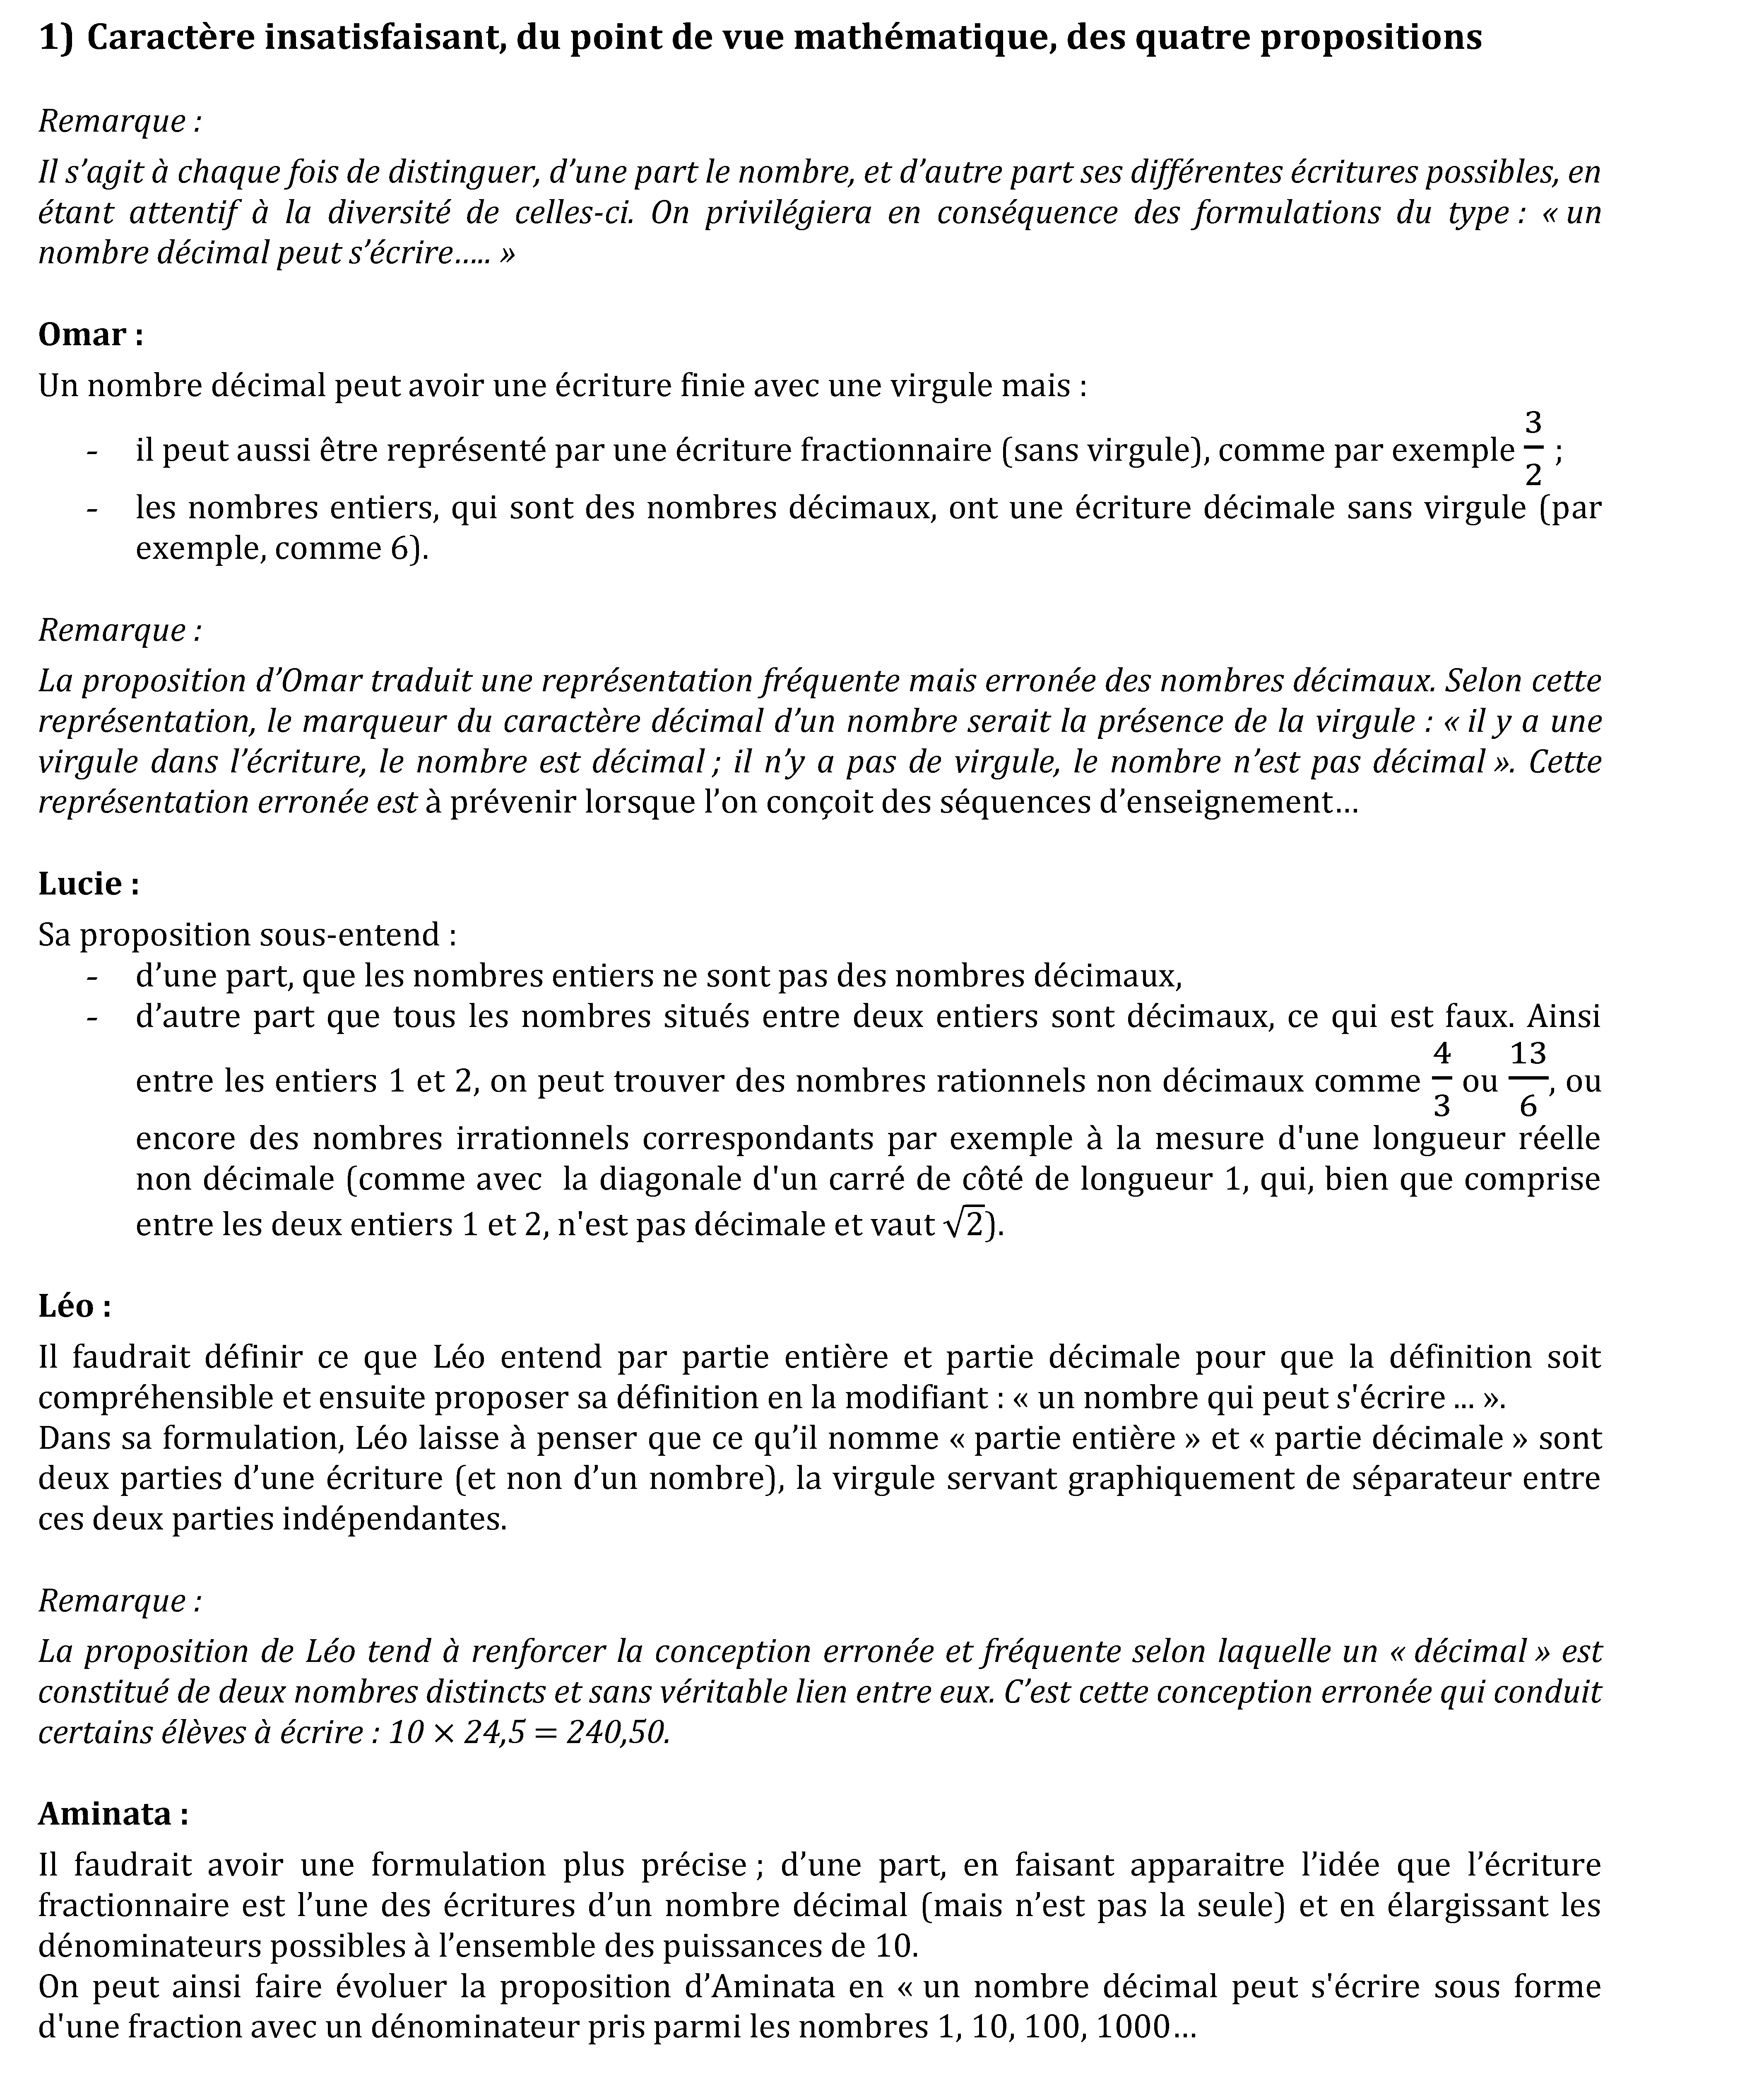 1) Caractère insatisfaisant, du point de vue mathématique, des quatre propositions
Remarque :
Il s’agit à chaque fois de distinguer, d’une part le nombre, et d’autre part ses différentes écritures possibles, en
étant attentif à la diversité de celles-ci. On privilégiera en conséquence des formulations du type : « un
nombre décimal peut s’écrire..... »
Omar :
Un nombre décimal peut avoir une écriture finie avec une virgule mais :
- il peut aussi être représenté par une écriture fractionnaire (sans virgule), comme par exemple 3/2 ;
- les nombres entiers, qui sont des nombres décimaux, ont une écriture décimale sans virgule (par
exemple, comme 6).
Remarque :
La proposition d’Omar traduit une représentation fréquente mais erronée des nombres décimaux. Selon cette
représentation, le marqueur du caractère décimal d’un nombre serait la présence de la virgule : « il y a une
virgule dans l’écriture, le nombre est décimal ; il n’y a pas de virgule, le nombre n’est pas décimal ». Cette
représentation erronée est à prévenir lorsque l’on conçoit des séquences d’enseignement…
Lucie :
Sa proposition sous-entend :
- d’une part, que les nombres entiers ne sont pas des nombres décimaux,
- d’autre part que tous les nombres situés entre deux entiers sont décimaux, ce qui est faux. Ainsi
entre les entiers 1 et 2, on peut trouver des nombres rationnels non décimaux comme 4/3 ou 13/6, ou
encore des nombres irrationnels correspondants par exemple à la mesure d'une longueur réelle
non décimale (comme avec la diagonale d'un carré de côté de longueur 1, qui, bien que comprise
entre les deux entiers 1 et 2, n'est pas décimale et vaut √2).
Léo :
Il faudrait définir ce que Léo entend par partie entière et partie décimale pour que la définition soit
compréhensible et ensuite proposer sa définition en la modifiant : « un nombre qui peut s'écrire ... ».
Dans sa formulation, Léo laisse à penser que ce qu’il nomme « partie entière » et « partie décimale » sont
deux parties d’une écriture (et non d’un nombre), la virgule servant graphiquement de séparateur entre
ces deux parties indépendantes.
Remarque :
La proposition de Léo tend à renforcer la conception erronée et fréquente selon laquelle un « décimal » est
constitué de deux nombres distincts et sans véritable lien entre eux. C’est cette conception erronée qui conduit
certains élèves à écrire : 10 × 24,5 = 240,50.
Aminata :
Il faudrait avoir une formulation plus précise ; d’une part, en faisant apparaitre l’idée que l’écriture
fractionnaire est l’une des écritures d’un nombre décimal (mais n’est pas la seule) et en élargissant les
dénominateurs possibles à l’ensemble des puissances de 10.
On peut ainsi faire évoluer la proposition d’Aminata en « un nombre décimal peut s'écrire sous forme
d'une fraction avec un dénominateur pris parmi les nombres 1, 10, 100, 1000…